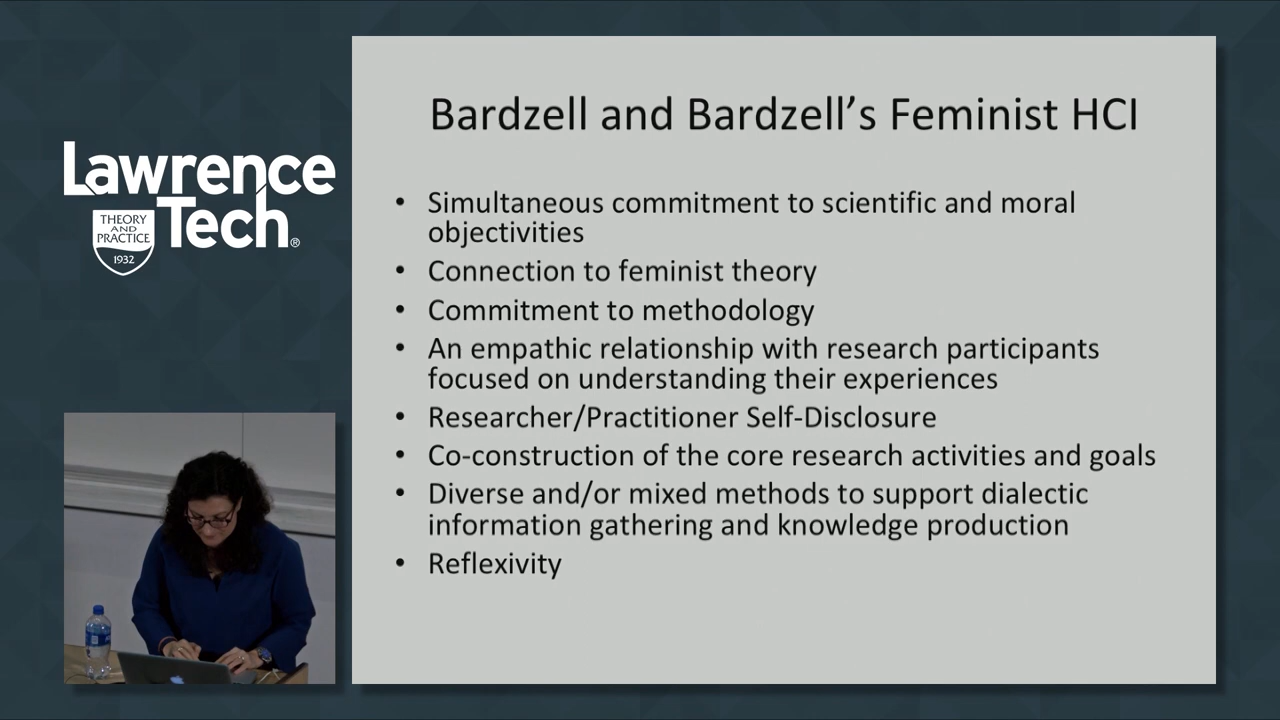 Lawrence
Tech®
THEORY
AND
PRACTICE
1932
Bardzell and Bardzell’s Feminist HCI
• Simultaneous commitment to scientific and moral
objectivities
• Connection to feminist theory
• Commitment to methodology
• An empathic relationship with research participants
focused on understanding their experiences
• Researcher/Practitioner Self-Disclosure
• Co-construction of the core research activities and goals
• Diverse and/or mixed methods to support dialectic
information gathering and knowledge production
• Reflexivity